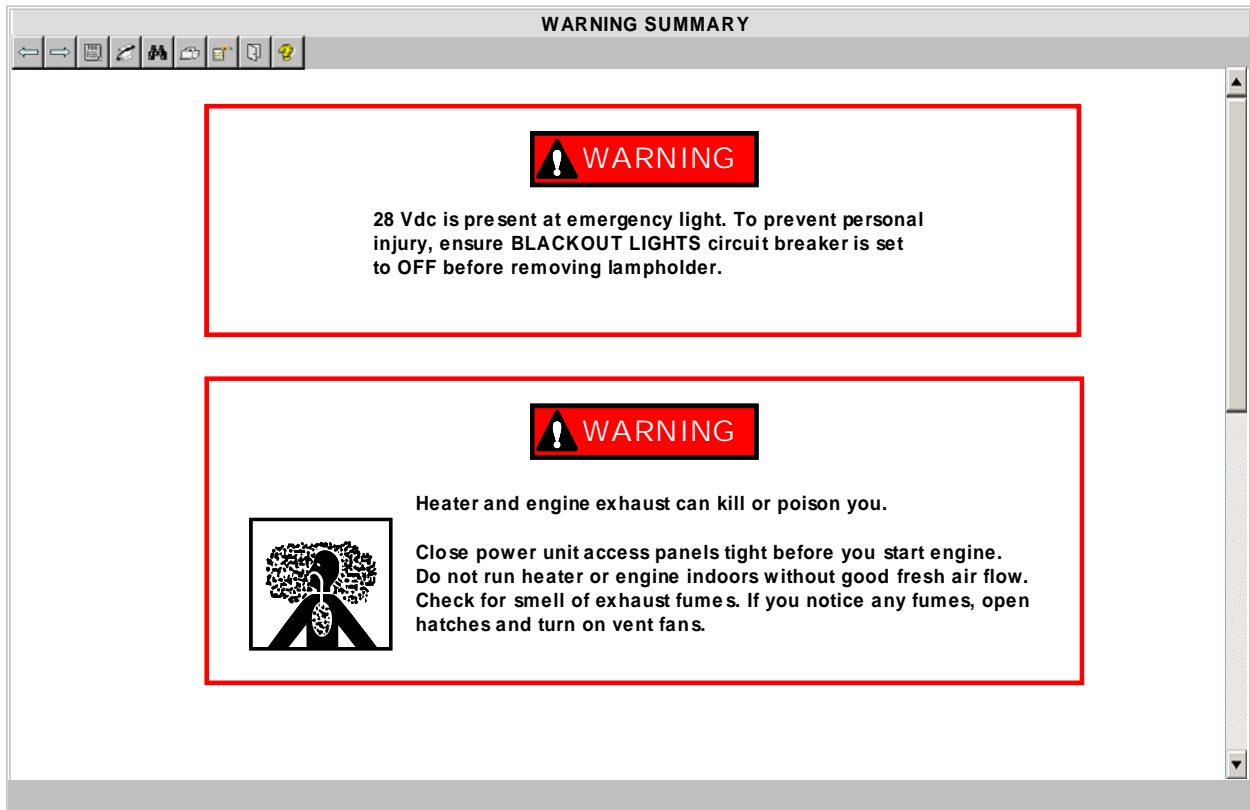 WARNING SUMMARY
WARNING
28 Vdc is present at emergency light. To prevent personal
injury, ensure BLACKOUT LIGHTS circuit breaker is set
to OFF before removing lampholder.
WARNING
Heater and engine exhaust can kill or poison you.
Close power unit access panels tight before you start engine.
Do not run heater or engine indoors without good fresh air flow.
Check for smell of exhaust fumes. If you notice any fumes, open
hatches and turn on vent fans.